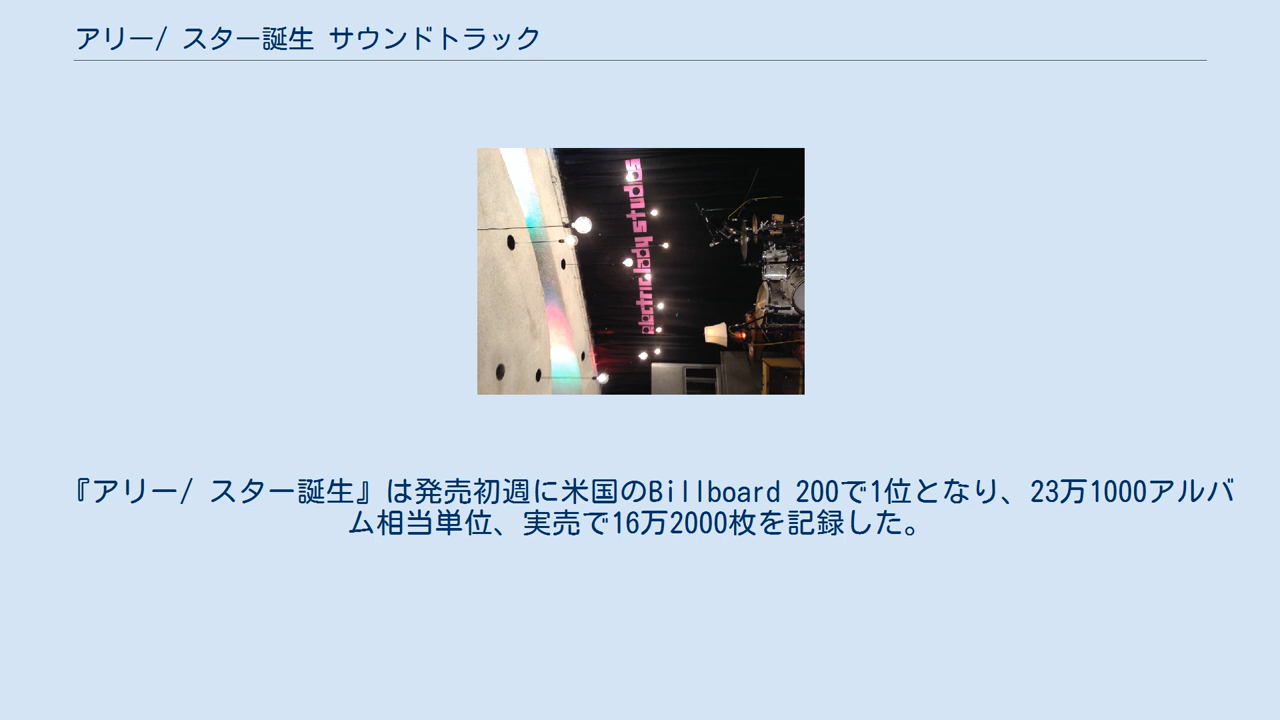 アリー/ スター誕生 サウンドトラック
electric lady studios
『アリー/ スター誕生』は発売初週に米国のBillboard 200で1位となり、23万1000アルバ
ム相当単位、実売で16万2000枚を記録した。